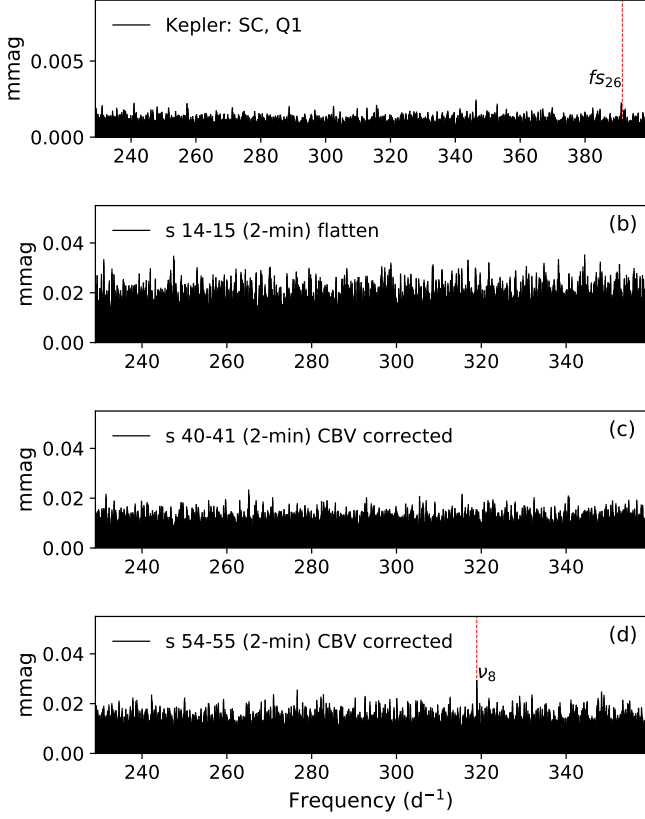 Kepler: SC, Q1
mmag
0.005
0.000
fs26
240 260 280 300 320 340 360 380
s 14-15 (2-min) flatten
(b)
mmag
0.04
0.02
0.00
240 260 280 300 320 340
s 40-41 (2-min) CBV corrected
(c)
mmag
0.04
0.02
0.00
240 260 280 300 320 340
s 54-55 (2-min) CBV corrected
(d)
mmag
0.04
0.02
0.00
ν8
240 260 280 300 320 340
Frequency (d⁻¹)